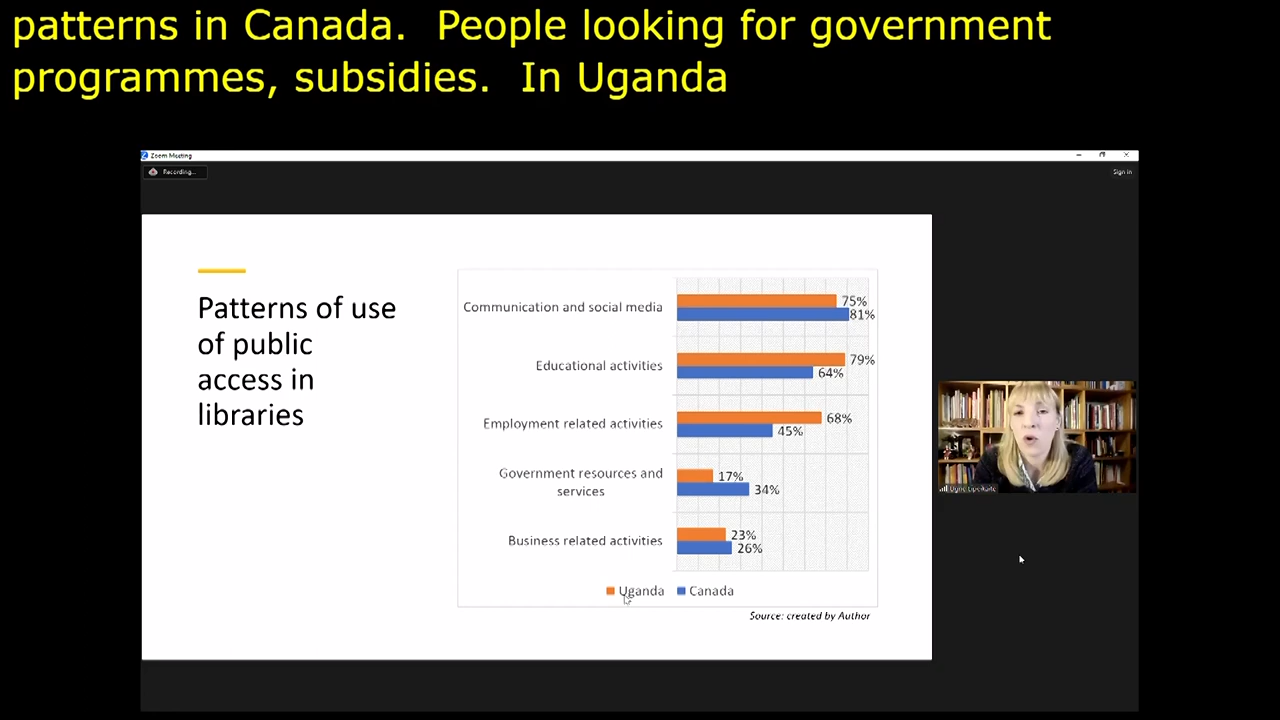 patterns in Canada.  People looking for government
programmes, subsidies.  In Uganda
Zoom Meeting
Recording...
Sign in
Patterns of use
of public
access in
libraries
Communication and social media
75%
81%
Educational activities
79%
64%
Employment related activities
68%
45%
Government resources and
services
17%
34%
Business related activities
23%
26%
Uganda
Canada
Source: created by Author